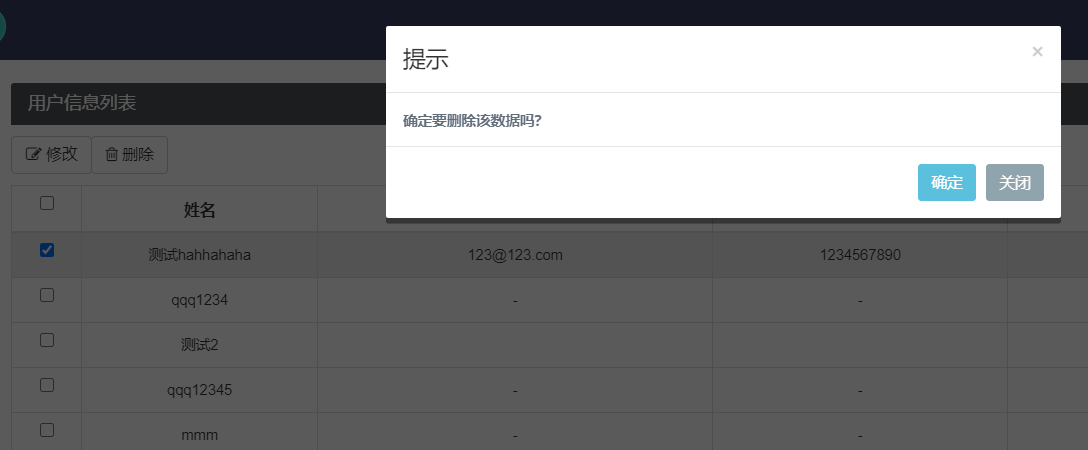 提示
×
确定要删除该数据吗?
确定 关闭
用户信息列表
修改 删除
姓名
测试hahhahaha 123@123.com 1234567890
qqq1234 - -
测试2
qqq12345 - -
mmm - -